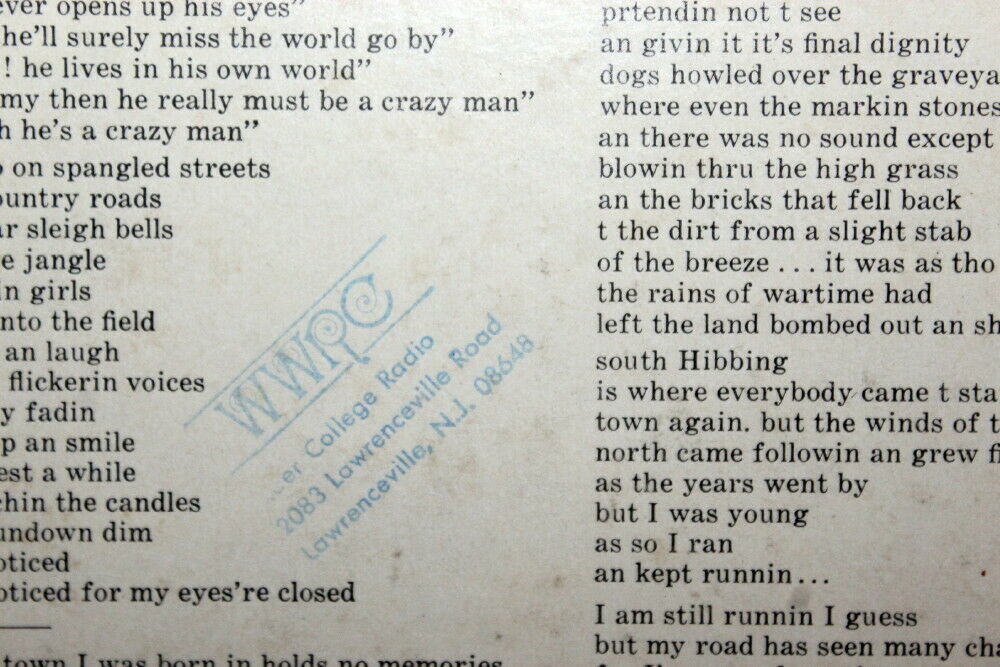 ever opens up his eyes"
he'll surely miss the world go by"
! he lives in his own world"
my then he really must be a crazy man"
h he's a crazy man"
on spangled streets
ountry roads
ar sleigh bells
e jangle
in girls
nto the field
an laugh
flickerin voices
y fadin
p an smile
est a while
chin the candles
undown dim
oticed
oticed for my eyes're closed
town I was born in holds no memories
WWRC
er College Radio
2083 Lawrenceville Road
Lawrenceville, N.J. 08648
prtendin not t see
an givin it it's final dignity
dogs howled over the graveya
where even the markin stones
an there was no sound except
blowin thru the high grass
an the bricks that fell back
t the dirt from a slight stab
of the breeze ... it was as tho
the rains of wartime had
left the land bombed out an sh
south Hibbing
is where everybody came t sta
town again. but the winds of t
north came followin an grew fi
as the years went by
but I was young
as so I ran
an kept runnin ...
I am still runnin I guess
but my road has seen many cha